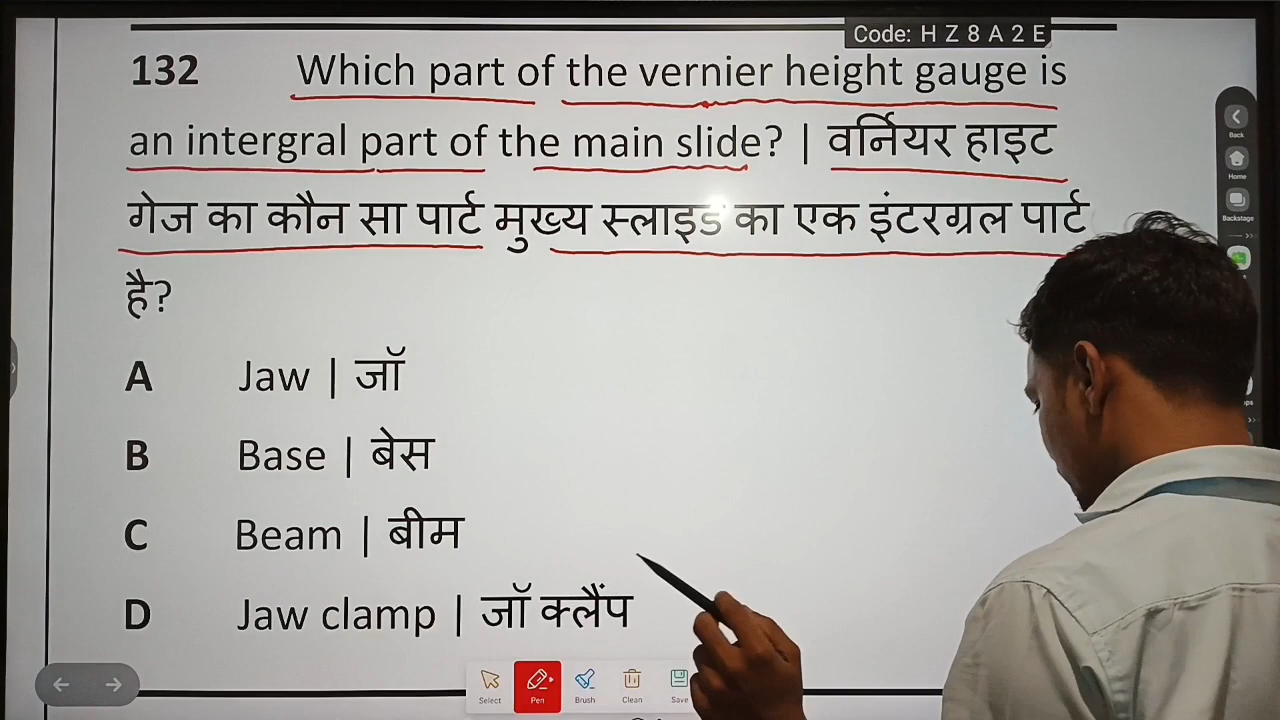 Code: H Z 8 A 2 E
132 Which part of the vernier height gauge is
an intergral part of the main slide? | वर्नियर हाइट
गेज का कौन सा पार्ट मुख्य स्लाइड का एक इंटरग्रल पार्ट
है?
A Jaw | जॉ
B Base | बेस
C Beam | बीम
D Jaw clamp | जॉ क्लैंप
Back
Home
Backstage
Select Pen Brush Clean Save